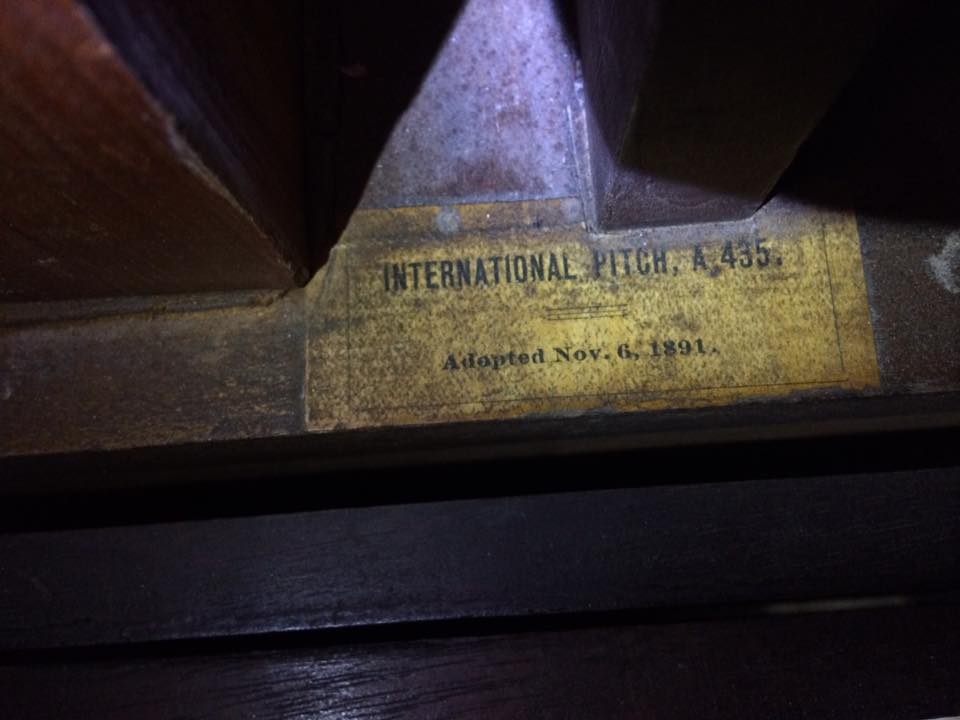 INTERNATIONAL PITCH, A 435.
Adopted Nov. 6, 1891.